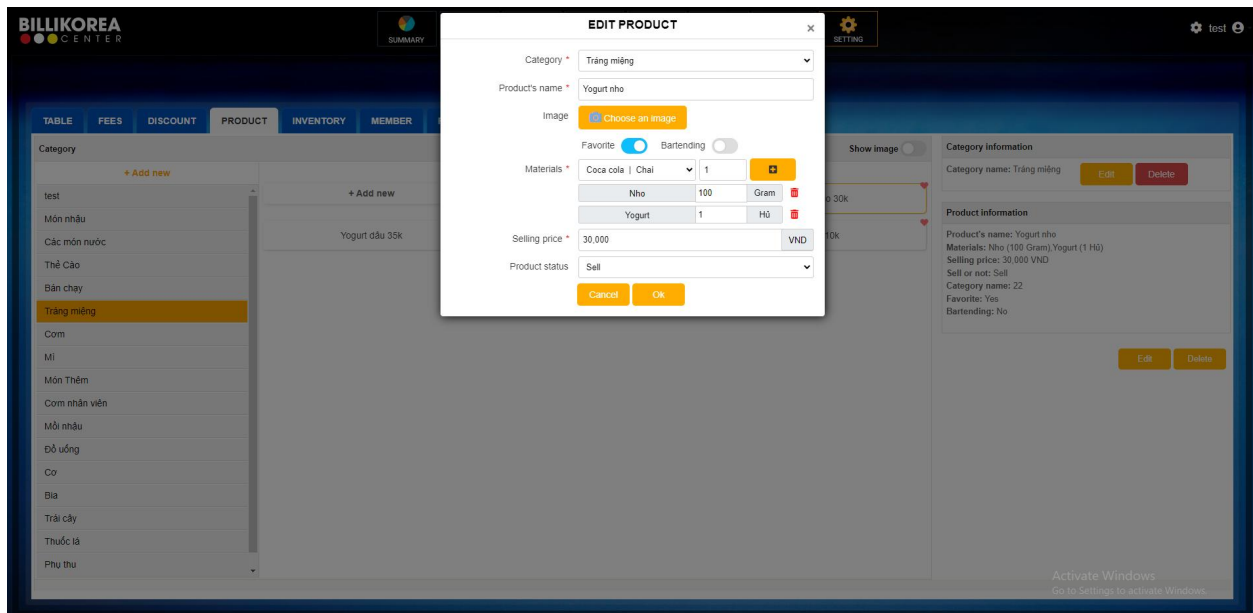 BILLIKOREA
CENTER
SUMMARY
SETTING
test
EDIT PRODUCT
×
Category * Tráng miệng
Product's name * Yogurt nho
Image Choose an image
Favorite Bartending
Materials * Coca cola | Chai 1
Nho 100 Gram
Yogurt 1 Hủ
Selling price * 30,000 VND
Product status Sell
Cancel Ok
TABLE FEES DISCOUNT PRODUCT INVENTORY MEMBER
Category
+ Add new
test
Món nhậu
Các món nước
Thẻ Cào
Bán chạy
Tráng miệng
Cơm
Mì
Món Thêm
Cơm nhân viên
Mồi nhậu
Đồ uống
Cơ
Bia
Trái cây
Thuốc lá
Phụ thu
Show image
+ Add new
30k
Yogurt dâu 35k
10k
Category information
Category name: Tráng miệng
Edit Delete
Product information
Product's name: Yogurt nho
Materials: Nho (100 Gram),Yogurt (1 Hủ)
Selling price: 30.000 VND
Sell or not: Sell
Category name: 22
Favorite: Yes
Bartending: No
Edit Delete
Activate Windows
Go to Settings to activate Windows.